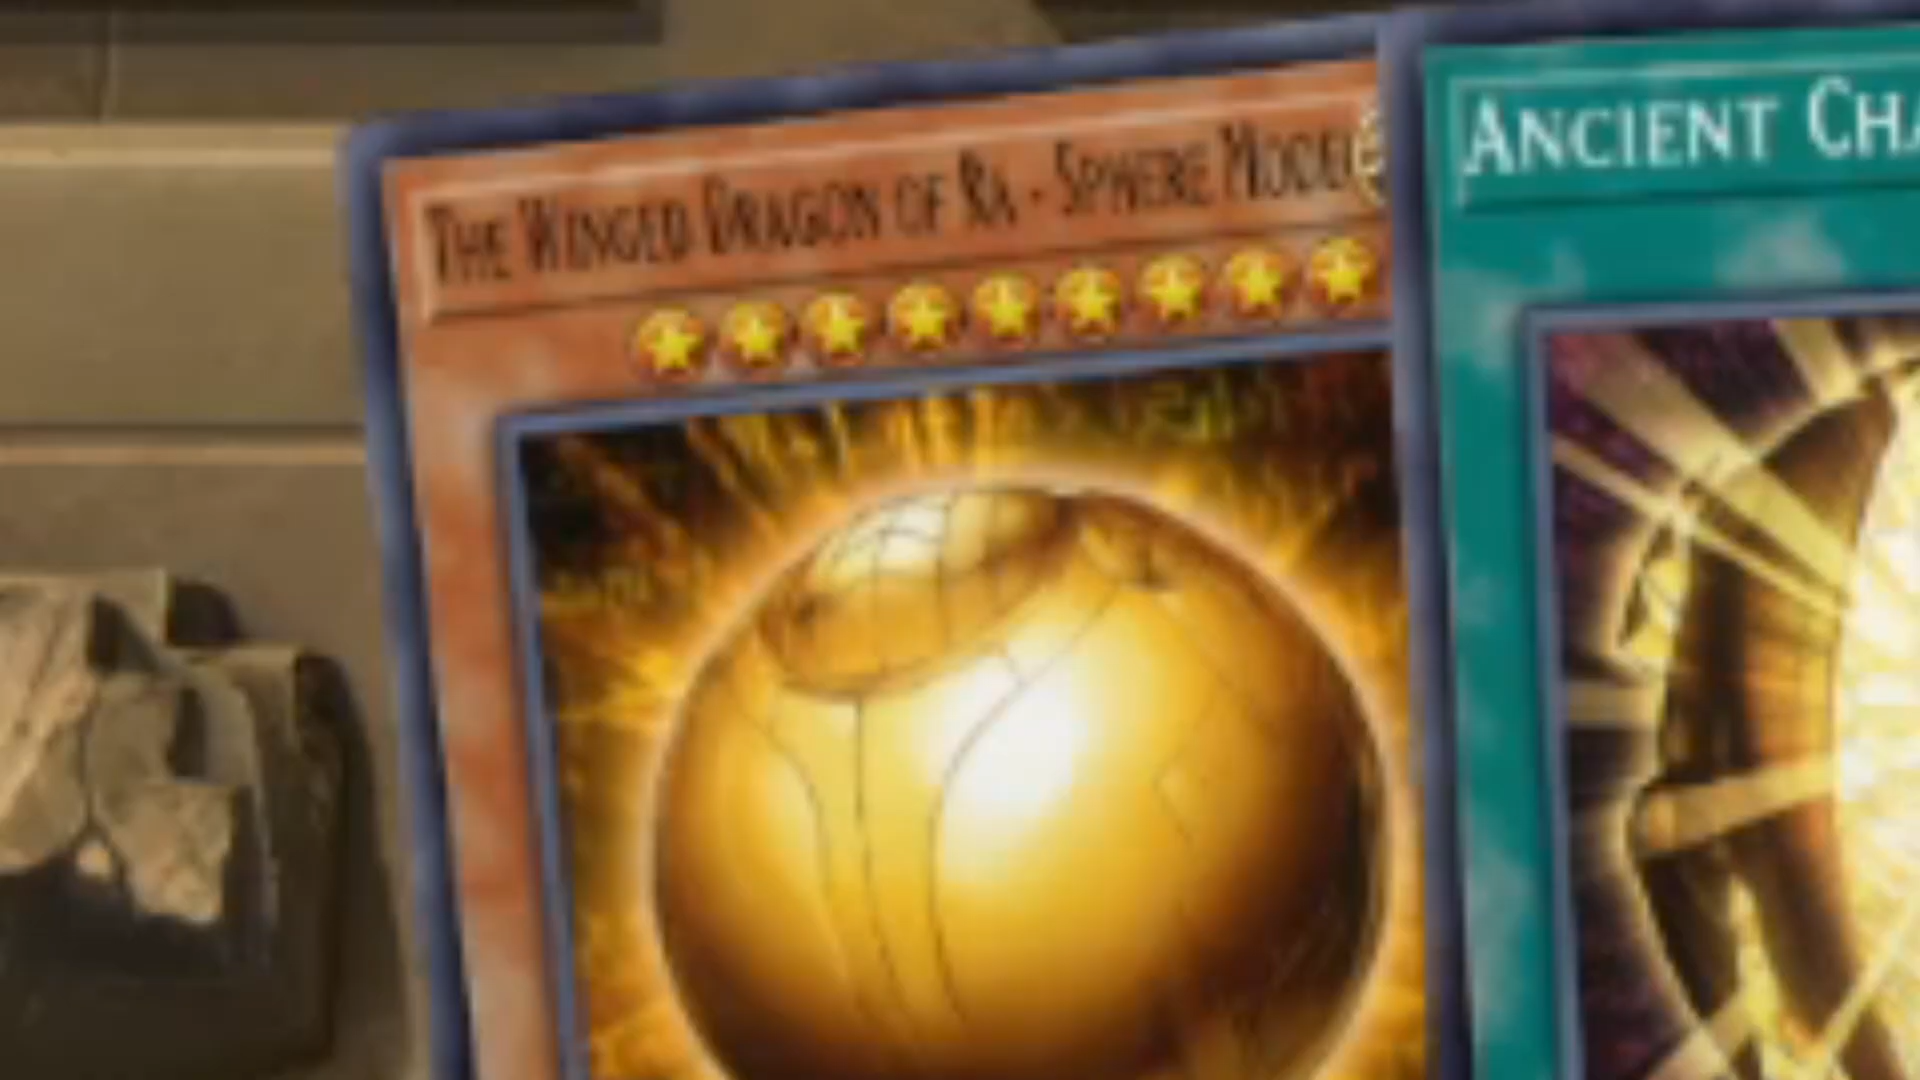 THE WINGED DRAGON OF RA - SPHERE MODE
ANCIENT CHA